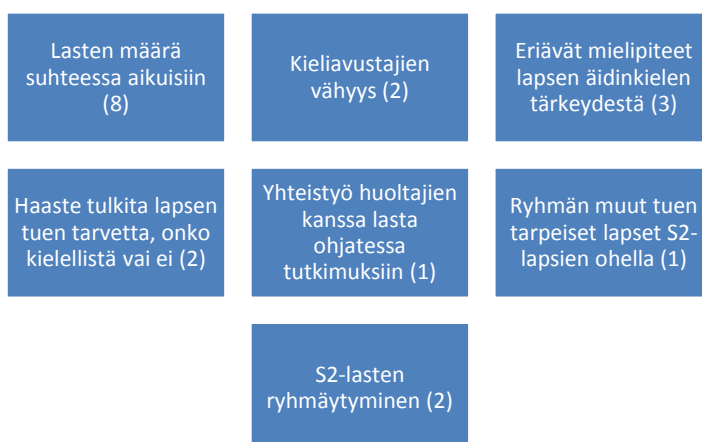 Lasten määrä
suhteessa aikuisiin
(8)
Kieliavustajien
vähyys (2)
Eriävät mielipiteet
lapsen äidinkielen
tärkeydestä (3)
Haaste tulkita lapsen
tuen tarvetta, onko
kielellistä vai ei (2)
Yhteistyö huoltajien
kanssa lasta
ohjatessa
tutkimuksiin (1)
Ryhmän muut tuen
tarpeiset lapset S2-
lapsien ohella (1)
S2-lasten
ryhmäytyminen (2)